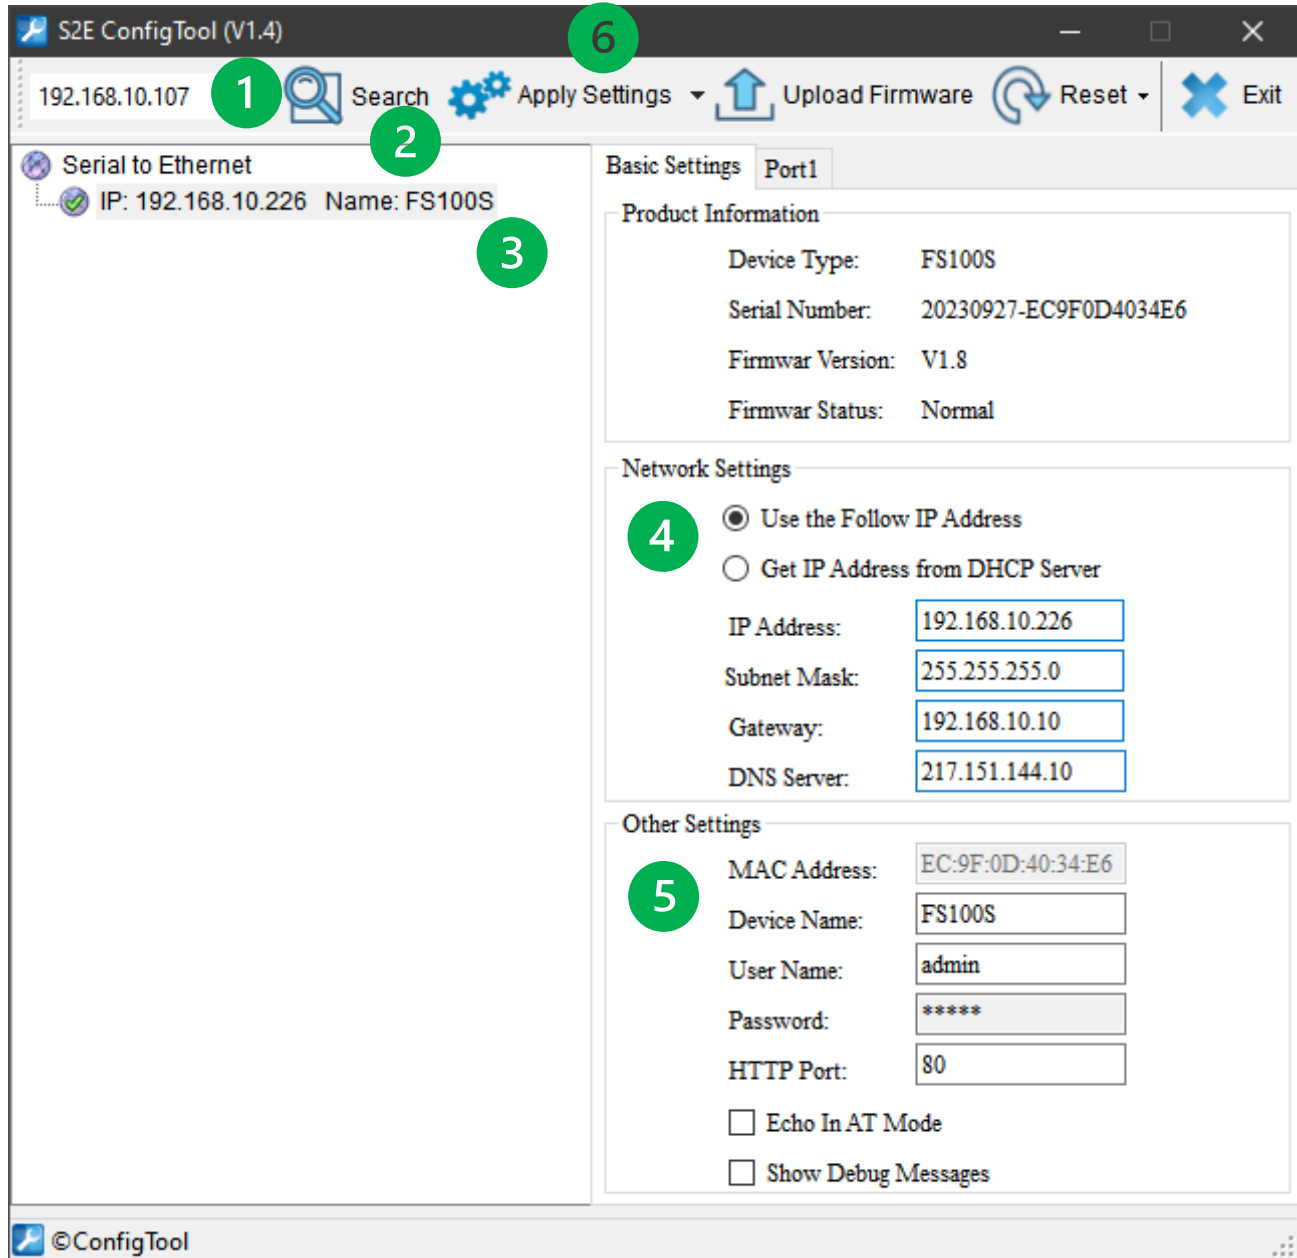 S2E ConfigTool (V1.4)
6
192.168.10.107 1 Search Apply Settings Upload Firmware Reset Exit
2
Serial to Ethernet
IP: 192.168.10.226 Name: FS100S
3
Basic Settings Port1
Product Information
Device Type: FS100S
Serial Number: 20230927-EC9F0D4034E6
Firmwar Version: V1.8
Firmwar Status: Normal
Network Settings
4
Use the Follow IP Address
Get IP Address from DHCP Server
IP Address: 192.168.10.226
Subnet Mask: 255.255.255.0
Gateway: 192.168.10.10
DNS Server: 217.151.144.10
Other Settings
5
MAC Address: EC:9F:0D:40:34:E6
Device Name: FS100S
User Name: admin
Password: *****
HTTP Port: 80
Echo In AT Mode
Show Debug Messages
©ConfigTool